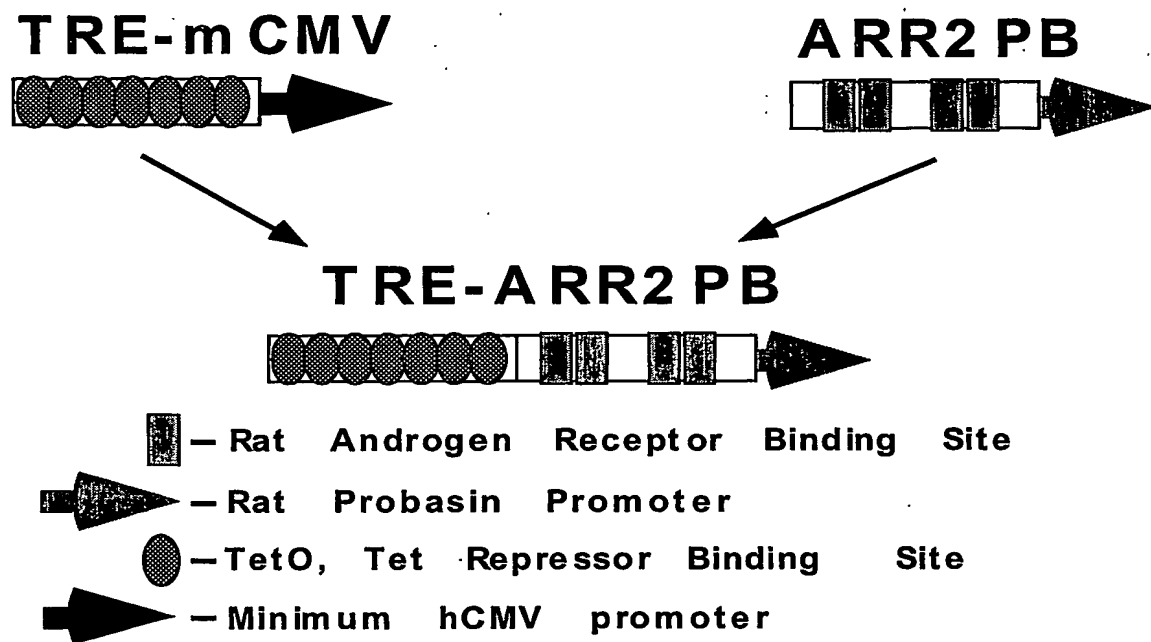 TRE-mCMV
ARR2PB
TRE-ARR2PB
– Rat Androgen Receptor Binding Site
– Rat Probasin Promoter
– TetO, Tet Repressor Binding Site
– Minimum hCMV promoter